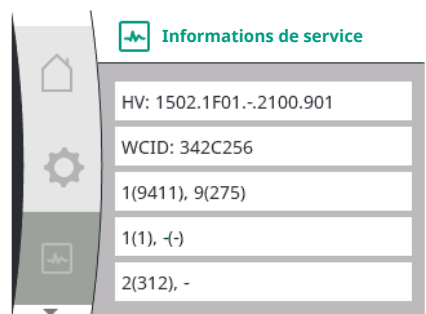 Informations de service
HV: 1502.1F01.-.2100.901
WCID: 342C256
1(9411), 9(275)
1(1), -(-)
2(312), -